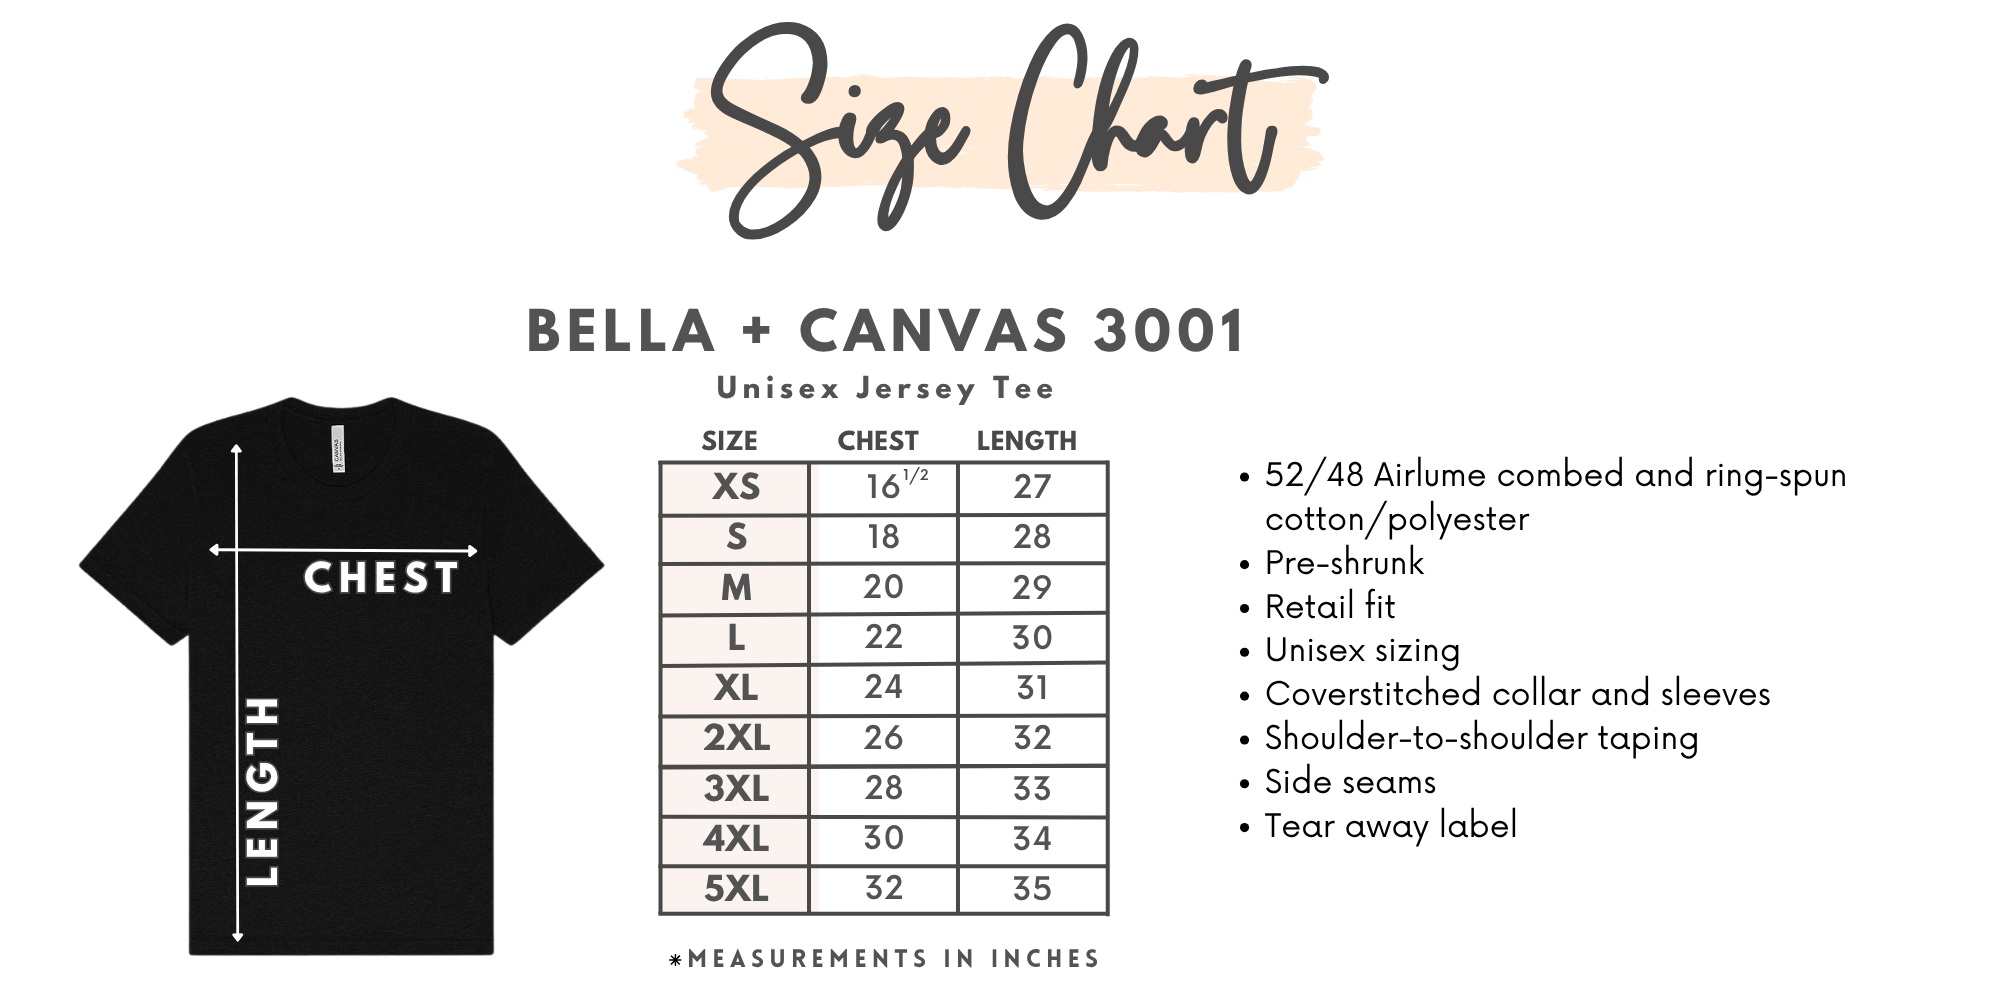 Size Chart
BELLA + CANVAS 3001
Unisex Jersey Tee
SIZE CHEST LENGTH
XS 16 1/2 27
S 18 28
M 20 29
L 22 30
XL 24 31
2XL 26 32
3XL 28 33
4XL 30 34
5XL 32 35
*MEASUREMENTS IN INCHES
CANVAS
CHEST
LENGTH
• 52/48 Airlume combed and ring-spun
cotton/polyester
• Pre-shrunk
• Retail fit
• Unisex sizing
• Coverstitched collar and sleeves
• Shoulder-to-shoulder taping
• Side seams
• Tear away label